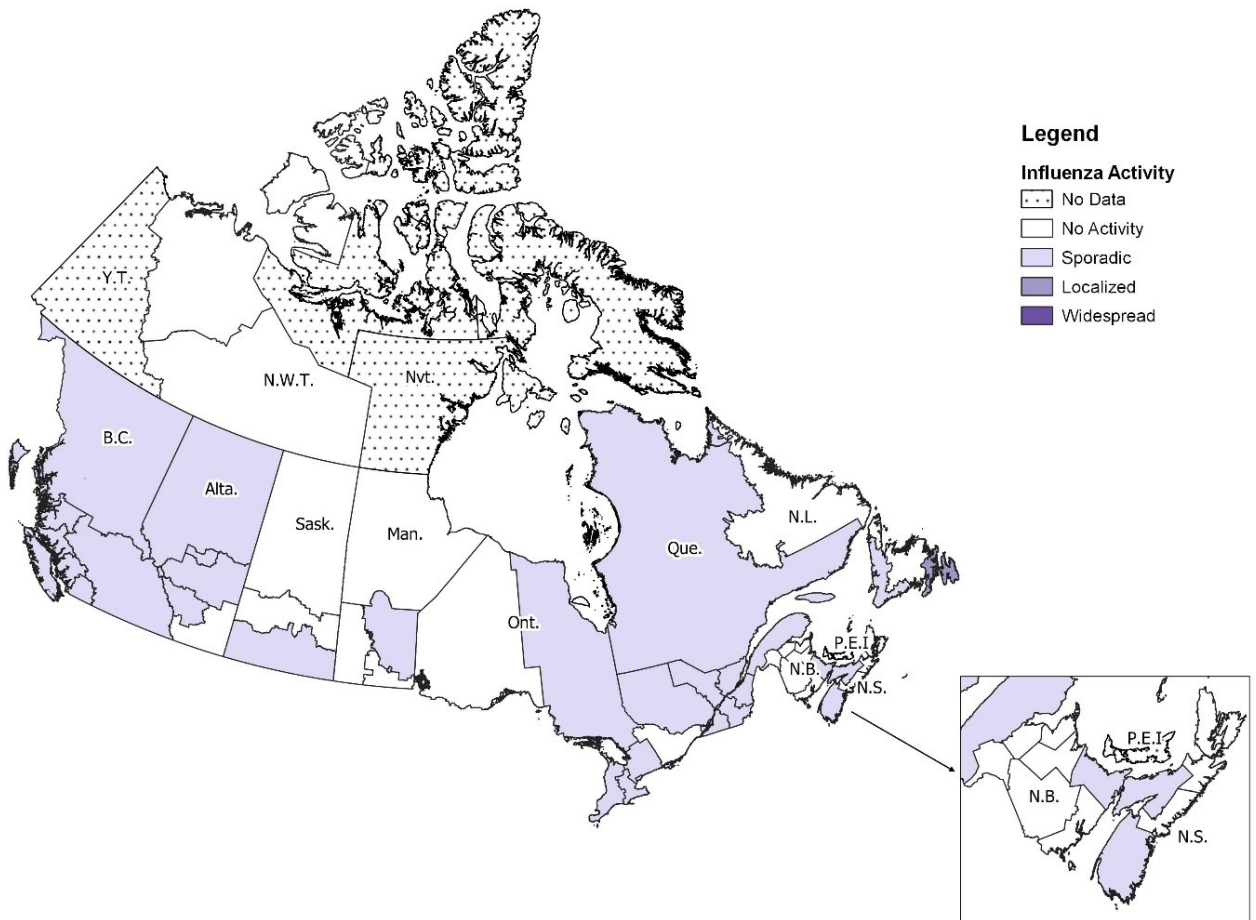 Legend
Influenza Activity
No Data
No Activity
Sporadic
Localized
Widespread
Y.T.
N.W.T.
Nvt.
B.C.
Alta.
Sask.
Man.
Ont.
Que.
N.L.
P.E.I
N.B.
N.S.
P.E.I
N.B.
N.S.